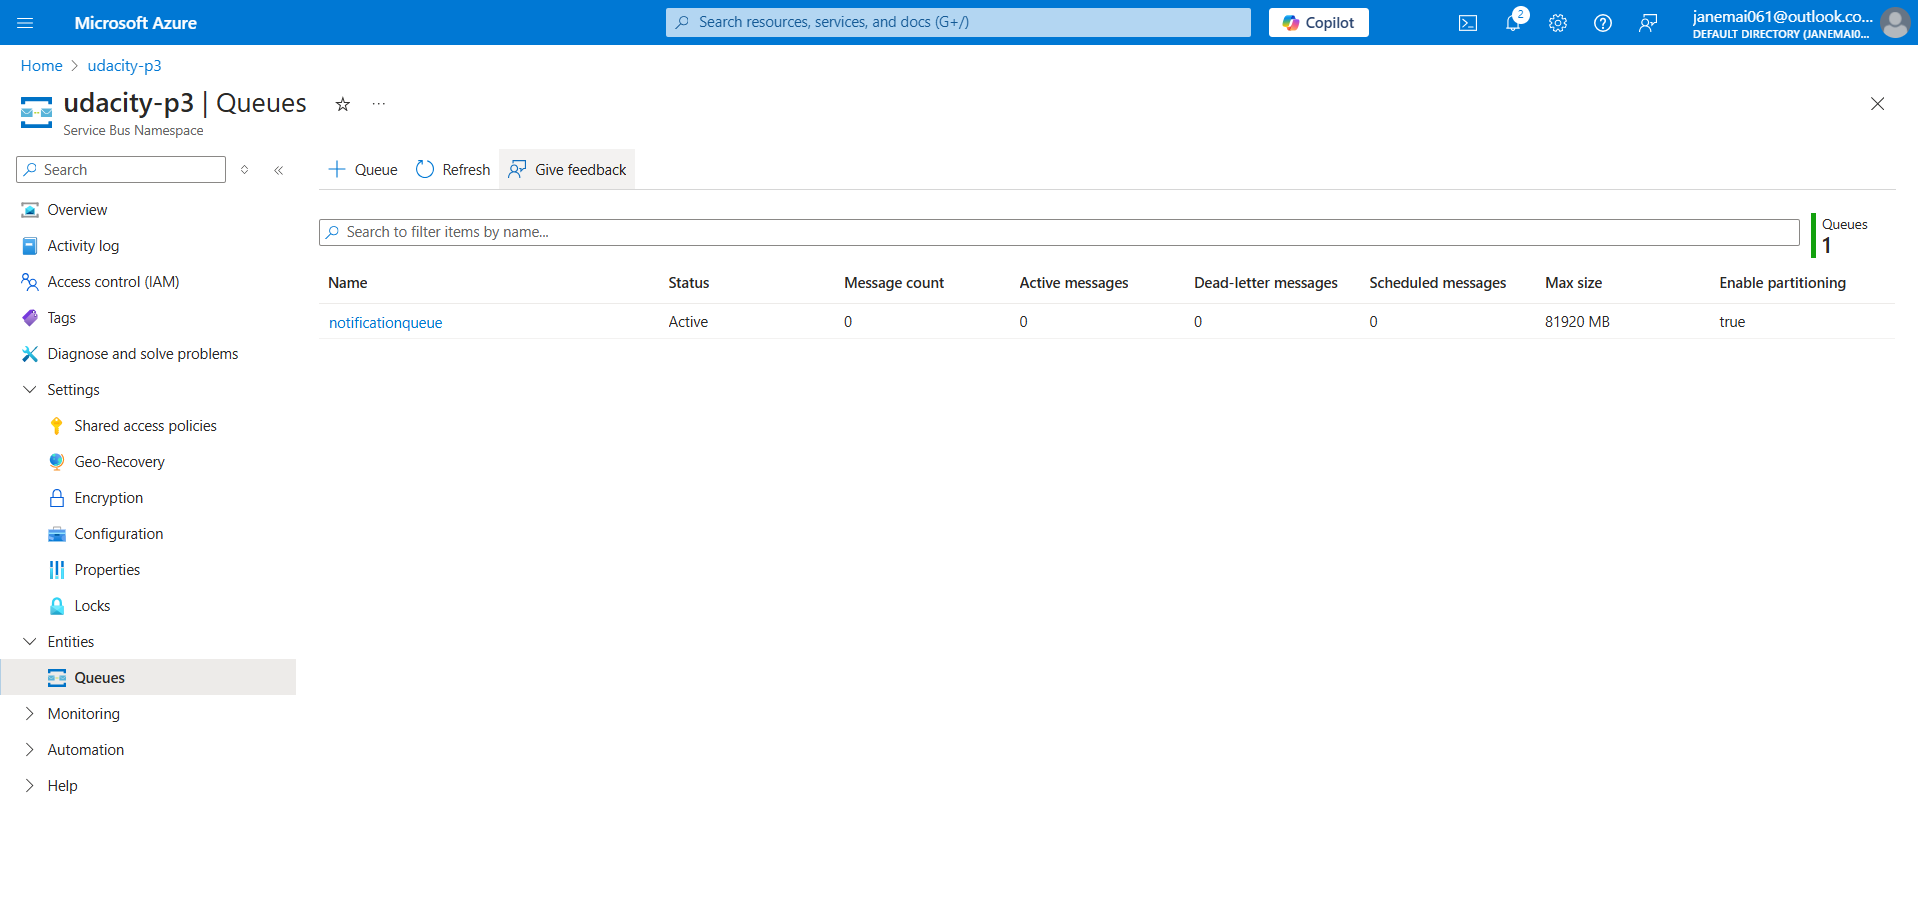 Microsoft Azure
Search resources, services, and docs (G+/)
Copilot
2
janemai061@outlook.co...
DEFAULT DIRECTORY (JANEMAI0...
Home > udacity-p3
udacity-p3 | Queues
Service Bus Namespace
Search
Queue Refresh Give feedback
Overview
Activity log
Access control (IAM)
Tags
Diagnose and solve problems
Settings
Shared access policies
Geo-Recovery
Encryption
Configuration
Properties
Locks
Entities
Queues
Monitoring
Automation
Help
Search to filter items by name...
Queues
1
Name Status Message count Active messages Dead-letter messages Scheduled messages Max size Enable partitioning
notificationqueue Active 0 0 0 0 81920 MB true